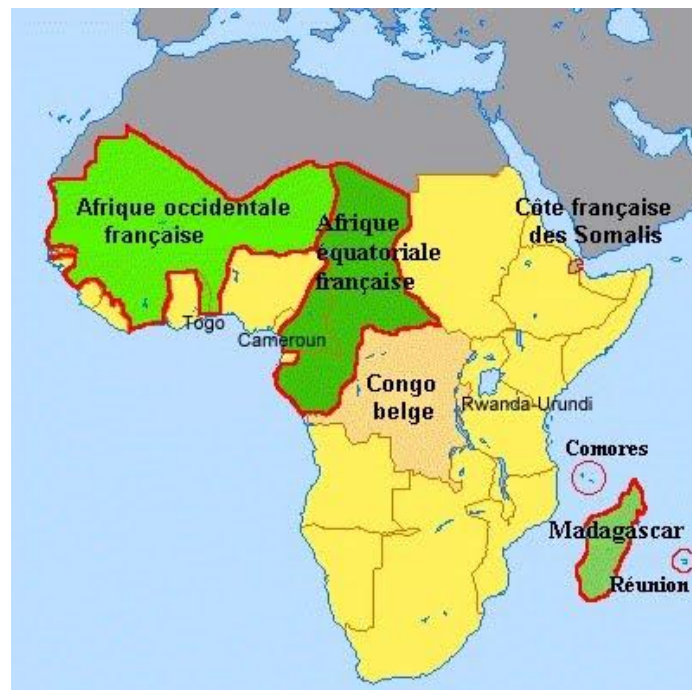 Afrique occidentale
française
Afrique
équatoriale
française
Côte française
des Somalis
Togo
Cameroun
Congo
belge
Rwanda-Urundi
Comores
Madagascar
Réunion